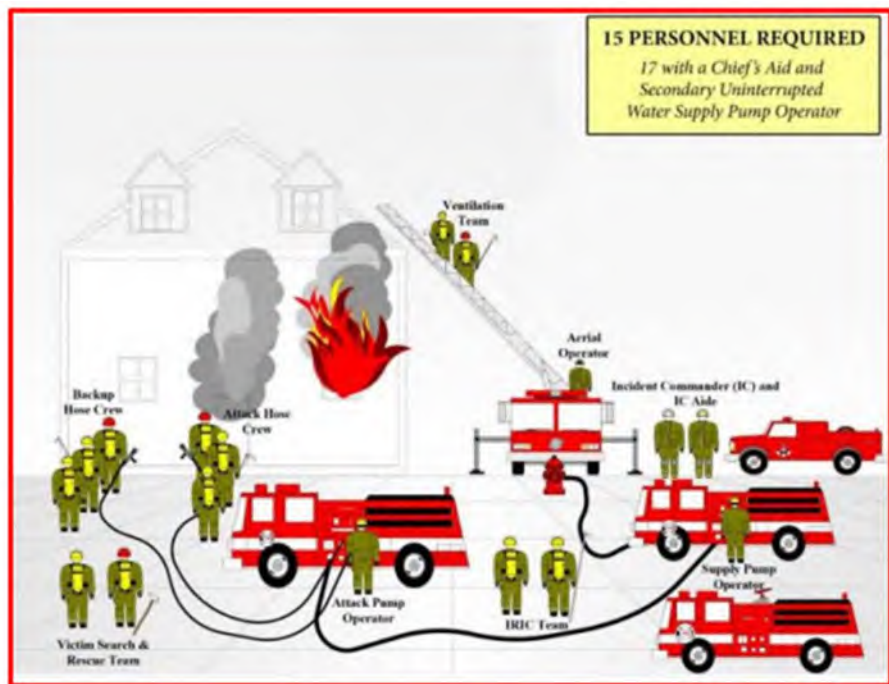 15 PERSONNEL REQUIRED
17 with a Chief's Aid and
Secondary Uninterrupted
Water Supply Pump Operator
Ventilation
Team
Aerial
Operator
Incident Commander (IC) and
IC Aide
Backup
Hose Crew
Attack Hose
Crew
Supply Pump
Operator
Attack Pump
Operator
IRIC Team
Victim Search &
Rescue Team